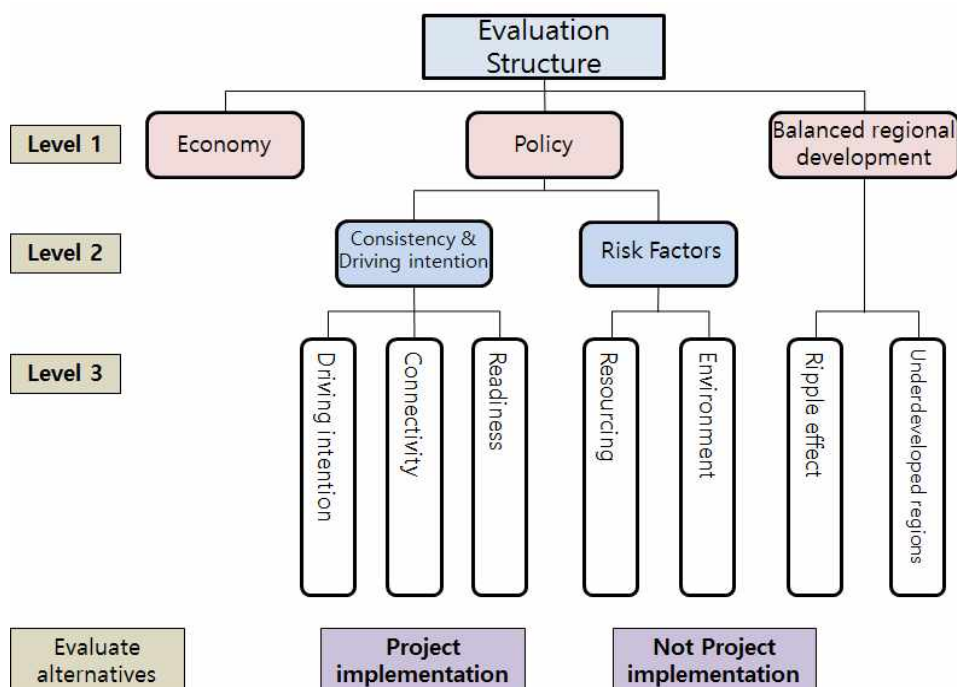 Evaluation
Structure
Level 1
Economy
Policy
Balanced regional
development
Level 2
Consistency &
Driving intention
Risk Factors
Level 3
Driving intention
Connectivity
Readiness
Resourcing
Environment
Ripple effect
Underdeveloped regions
Evaluate
alternatives
Project
implementation
Not Project
implementation